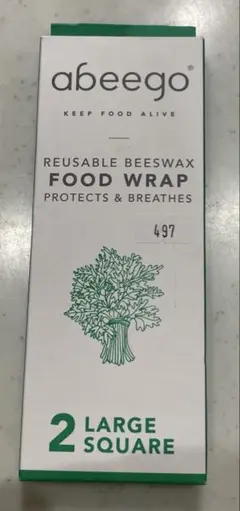 abeego®
KEEP FOOD ALIVE
REUSABLE BEESWAX
FOOD WRAP
PROTECTS & BREATHES
497
2 LARGE
SQUARE